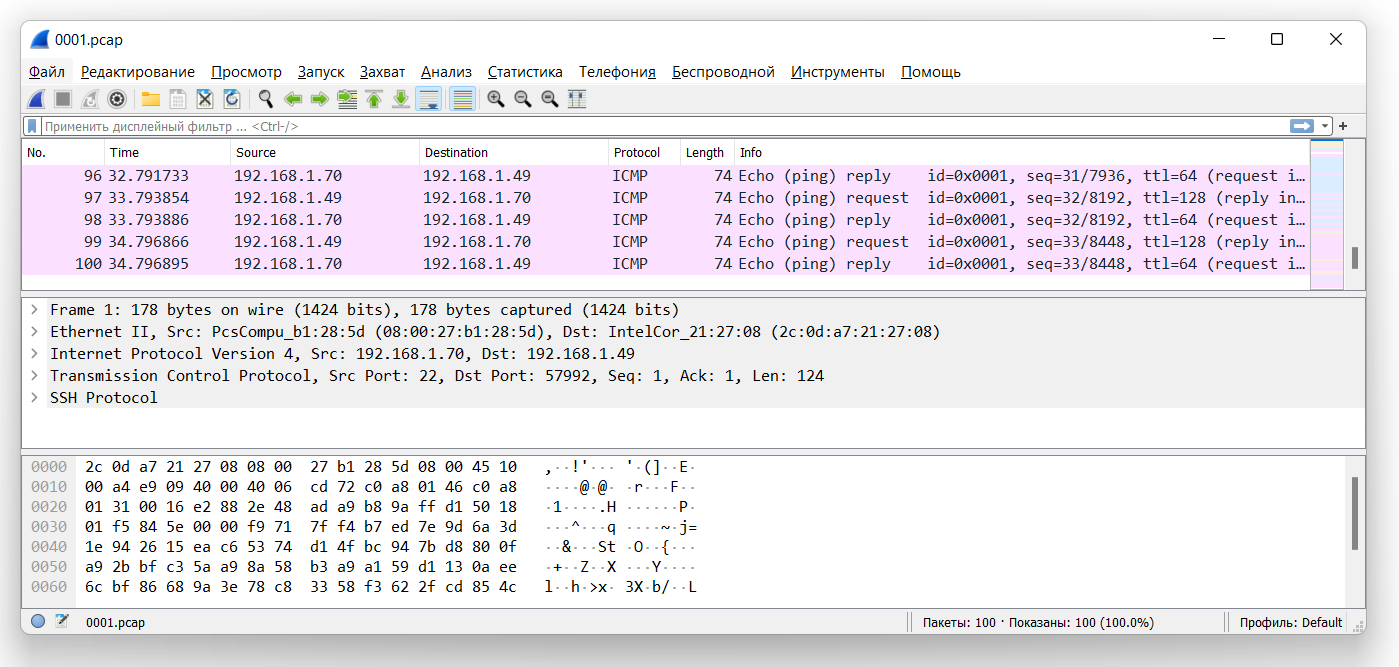 0001.pcap
Файл Редактирование Просмотр Запуск Захват Анализ Статистика Телефония Беспроводной Инструменты Помощь
Применить дисплейный фильтр ... <Ctrl-/>
No. Time Source Destination Protocol Length Info
96 32.791733 192.168.1.70 192.168.1.49 ICMP 74 Echo (ping) reply id=0x0001, seq=31/7936, ttl=64 (request i…
97 33.793854 192.168.1.49 192.168.1.70 ICMP 74 Echo (ping) request id=0x0001, seq=32/8192, ttl=128 (reply in…
98 33.793886 192.168.1.70 192.168.1.49 ICMP 74 Echo (ping) reply id=0x0001, seq=32/8192, ttl=64 (request i…
99 34.796866 192.168.1.49 192.168.1.70 ICMP 74 Echo (ping) request id=0x0001, seq=33/8448, ttl=128 (reply in…
100 34.796895 192.168.1.70 192.168.1.49 ICMP 74 Echo (ping) reply id=0x0001, seq=33/8448, ttl=64 (request i…
Frame 1: 178 bytes on wire (1424 bits), 178 bytes captured (1424 bits)
Ethernet II, Src: PcsCompu_b1:28:5d (08:00:27:b1:28:5d), Dst: IntelCor_21:27:08 (2c:0d:a7:21:27:08)
Internet Protocol Version 4, Src: 192.168.1.70, Dst: 192.168.1.49
Transmission Control Protocol, Src Port: 22, Dst Port: 57992, Seq: 1, Ack: 1, Len: 124
SSH Protocol
0000 2c 0d a7 21 27 08 08 00 27 b1 28 5d 08 00 45 10 ,··!'··· '·(]··E·
0010 00 a4 e9 09 40 00 40 06 cd 72 c0 a8 01 46 c0 a8 ····@·@· ·r···F··
0020 01 31 00 16 e2 88 2e 48 ad a9 b8 9a ff d1 50 18 ·1····.H ······P·
0030 01 f5 84 5e 00 00 f9 71 7f f4 b7 ed 7e 9d 6a 3d ···^···q ····~·j=
0040 1e 94 26 15 ea c6 53 74 d1 4f bc 94 7b d8 80 0f ··&···St ·O··{···
0050 a9 2b bf c3 5a a9 8a 58 b3 a9 a1 59 d1 13 0a ee ·+··Z··X ···Y····
0060 6c bf 86 68 9a 3e 78 c8 33 58 f3 62 2f cd 85 4c l··h·>x· 3X·b/··L
0001.pcap Пакеты: 100 · Показаны: 100 (100.0%) Профиль: Default